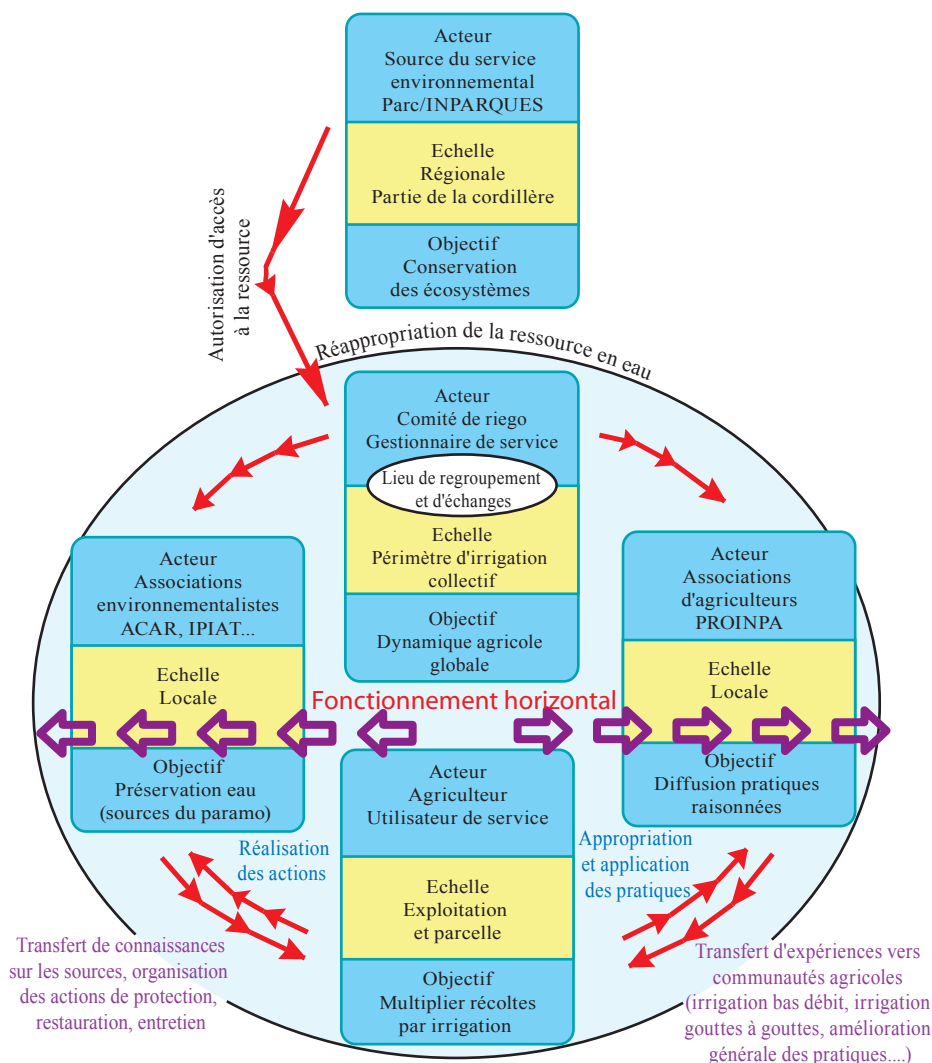 Acteur
Source du service
environnemental
Parc/INPARQUES
Echelle
Régionale
Partie de la cordillère
Objectif
Conservation
des écosystèmes
Autorisation d'accès
à la ressource
Réappropriation de la ressource en eau
Acteur
Comité de riego
Gestionnaire de service
Lieu de regroupement
et d'échanges
Echelle
Périmètre d'irrigation
collectif
Objectif
Dynamique agricole
globale
Acteur
Associations
environnementalistes
ACAR, IPIAT...
Echelle
Locale
Objectif
Préservation eau
(sources du paramo)
Acteur
Associations
d'agriculteurs
PROINPA
Echelle
Locale
Objectif
Diffusion pratiques
raisonnées
Fonctionnement horizontal
Acteur
Agriculteur
Utilisateur de service
Echelle
Exploitation
et parcelle
Objectif
Multiplier récoltes
par irrigation
Réalisation
des actions
Appropriation
et application
des pratiques
Transfert de connaissances
sur les sources, organisation
des actions de protection,
restauration, entretien
Transfert d'expériences vers
communautés agricoles
(irrigation bas débit, irrigation
gouttes à gouttes, amélioration
générale des pratiques....)